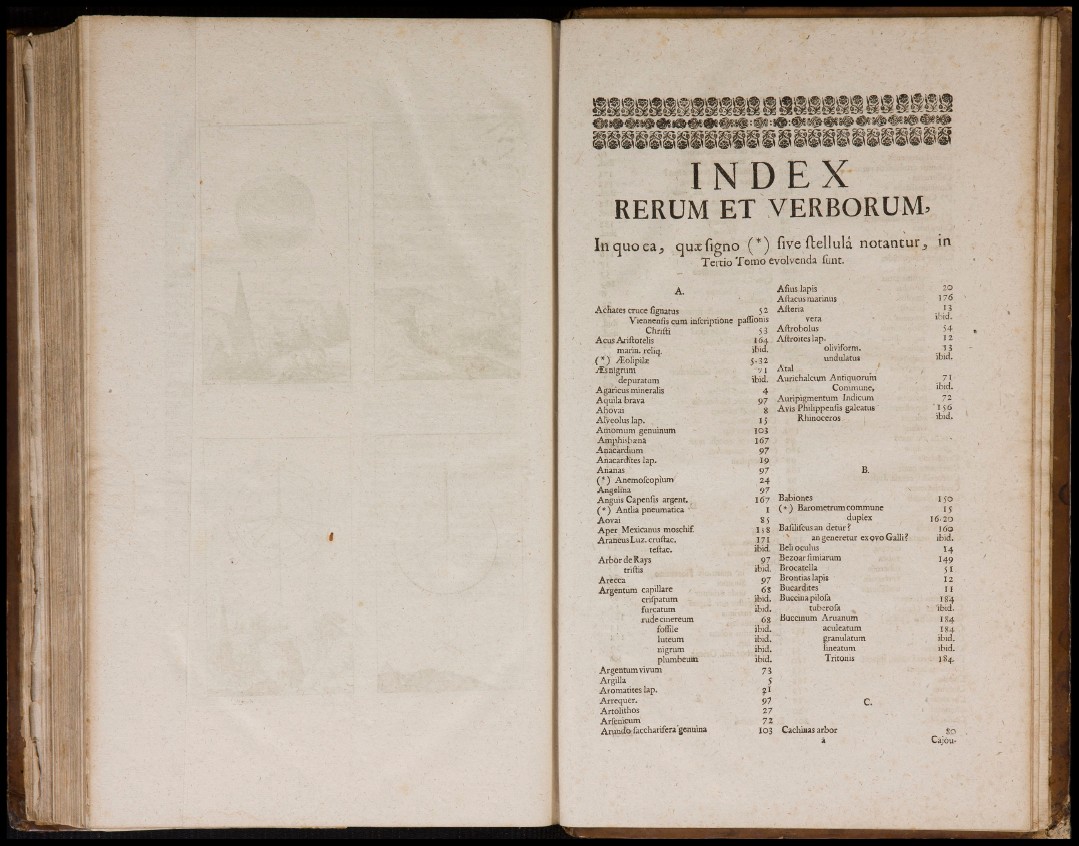 INDEX
RERUM ET VERBORUM,
In quo ea, quæ ſigno (*) ſive ſtellulâ notantur, in
Tertio Tomo evolvenda ſunt.
A.
Achates cruce ſignatus 52
Viennenſis cum inſcriptione paſſionis
Chriſti 53
Acus Ariſtotelis 164
marin. reliq. ibid.
(*) Æolipilæ 5-32
Æs nigrum 71
depuratum ibid.
Agaricus mineralis 4
Aquila brava 97
Ahovai 8
Alveolus lap. 15
Amomum genuinum 103
Amphisbæna 167
Anacardium 97
Anacardites lap. 19
Ananas 97
(*) Anemoſcopium 24
Angelina 97
Anguis Capenſis argent. 167
(*) Antlia pneumatica 1
Aovai 85
Aper Mexicanus moſchif. 158
Araneus Luz. cruſtac. 171
teſtac. ibid.
Arbor de Rays 97
triſtis ibid.
Arecca 97
Argentum capillare 68
criſpatum ibid.
furcatum ibid.
rude cinereum 68
foſſile ibid.
luteum ibid.
nigrum ibid.
plumbeum ibid.
Argentum vivum 73
Argilla 5
Aromatites lap. 21
Arrequer. 97
Artolithos 27
Arſenicum 72
Arundo ſaccharifera genuina 103
Aſius lapis 20
Aſtacus marinus 176
Aſteria 13
vera ibid.
Aſtrobolus 54
Aſtroites lap. 12
oliviform. 13
undulatus ibid.
Atal
Aurichalcum Antiquorum 71
Commune, ibid.
Auripigmentum Indicum 72
Avis Philippenſis galeatus 156
Rhinoceros ibid.
B.
Babiones 150
(*) Barometrum commune 15
duplex 16-20
Baſiliſcus an detur? 160
an generetur ex ovo Galli? ibid.
Beli oculus 14
Bezoar ſimiarum 149
Brocatella 51
Brontias lapis 12
Bucardites 11
Buccina piloſa 184
tuberoſa ibid.
Buccinum Aruanum 184
aculeatum 184
granulatum ibid.
lineatum ibid.
Tritonis 184.
C.
Cachinas arbor 80
a Cajou-